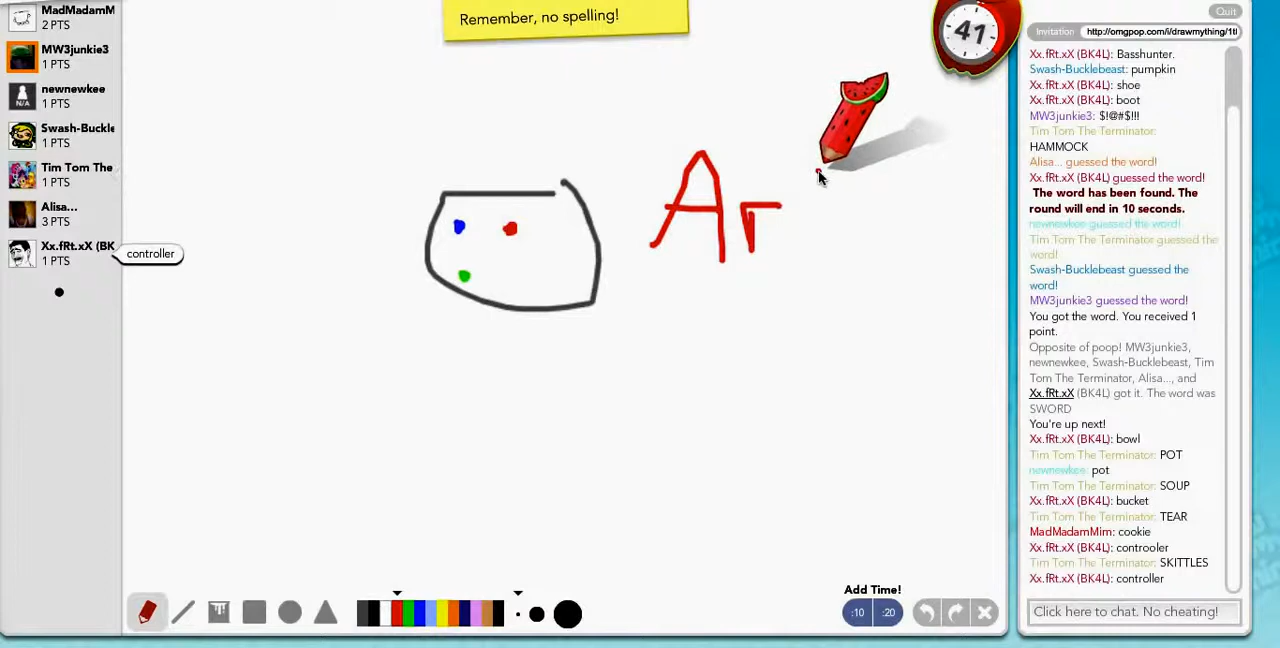 MadMadamM
2 PTS
MW3junkie3
1 PTS
N/A
newnewkee
1 PTS
Swash-Buckle
1 PTS
Tim Tom The
1 PTS
Alisa...
3 PTS
Xx.fRt.xX (BK
1 PTS
controller
Remember, no spelling!
41
Ar
Add Time!
:10 :20
Quit
Invitation http://omgpop.com/i/drawmything/1tl
Xx.fRt.xX (BK4L): Basshunter.
Swash-Bucklebeast: pumpkin
Xx.fRt.xX (BK4L): shoe
Xx.fRt.xX (BK4L): boot
MW3junkie3: $!@#$!!!
Tim Tom The Terminator:
HAMMOCK
Alisa... guessed the word!
Xx.fRt.xX (BK4L) guessed the word!
The word has been found. The
round will end in 10 seconds.
newnewkee guessed the word!
Tim Tom The Terminator guessed the
word!
Swash-Bucklebeast guessed the
word!
MW3junkie3 guessed the word!
You got the word. You received 1
point.
Opposite of poop! MW3junkie3,
newnewkee, Swash-Bucklebeast, Tim
Tom The Terminator, Alisa..., and
Xx.fRt.xX (BK4L) got it. The word was
SWORD
You're up next!
Xx.fRt.xX (BK4L): bowl
Tim Tom The Terminator: POT
newnewkee: pot
Tim Tom The Terminator: SOUP
Xx.fRt.xX (BK4L): bucket
Tim Tom The Terminator: TEAR
MadMadamMim: cookie
Xx.fRt.xX (BK4L): controoler
Tim Tom The Terminator: SKITTLES
Xx.fRt.xX (BK4L): controller
Click here to chat. No cheating!